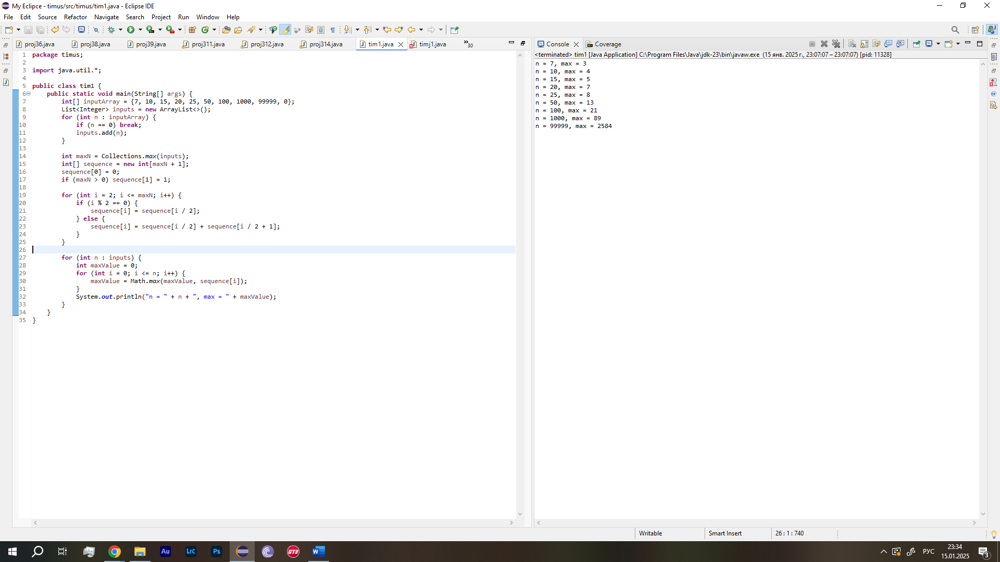 My Eclipce - timus/src/timus/tim1.java - Eclipse IDE
File Edit Source Refactor Navigate Search Project Run Window Help
proj36.java proj38.java proj39.java proj311.java proj312.java proj314.java tim1.java timj1.java »30
Console Coverage
<terminated> tim1 [Java Application] C:\Program Files\Java\jdk-23\bin\javaw.exe (15 янв. 2025 г., 23:07:07 – 23:07:07) [pid: 11328]
1 package timus;
2
3 import java.util.*;
4
5 public class tim1 {
6 public static void main(String[] args) {
7 int[] inputArray = {7, 10, 15, 20, 25, 50, 100, 1000, 99999, 0};
8 List<Integer> inputs = new ArrayList<>();
9 for (int n : inputArray) {
10 if (n == 0) break;
11 inputs.add(n);
12 }
13
14 int maxN = Collections.max(inputs);
15 int[] sequence = new int[maxN + 1];
16 sequence[0] = 0;
17 if (maxN > 0) sequence[1] = 1;
18
19 for (int i = 2; i <= maxN; i++) {
20 if (i % 2 == 0) {
21 sequence[i] = sequence[i / 2];
22 } else {
23 sequence[i] = sequence[i / 2] + sequence[i / 2 + 1];
24 }
25 }
26
27 for (int n : inputs) {
28 int maxValue = 0;
29 for (int i = 0; i <= n; i++) {
30 maxValue = Math.max(maxValue, sequence[i]);
31 }
32 System.out.println("n = " + n + ", max = " + maxValue);
33 }
34 }
35 }
n = 7, max = 3
n = 10, max = 4
n = 15, max = 5
n = 20, max = 7
n = 25, max = 8
n = 50, max = 13
n = 100, max = 21
n = 1000, max = 89
n = 99999, max = 2584
Writable Smart Insert 26 : 1 : 740
Au Lrc Ps GT3 W
РУС
23:34
15.01.2025
3